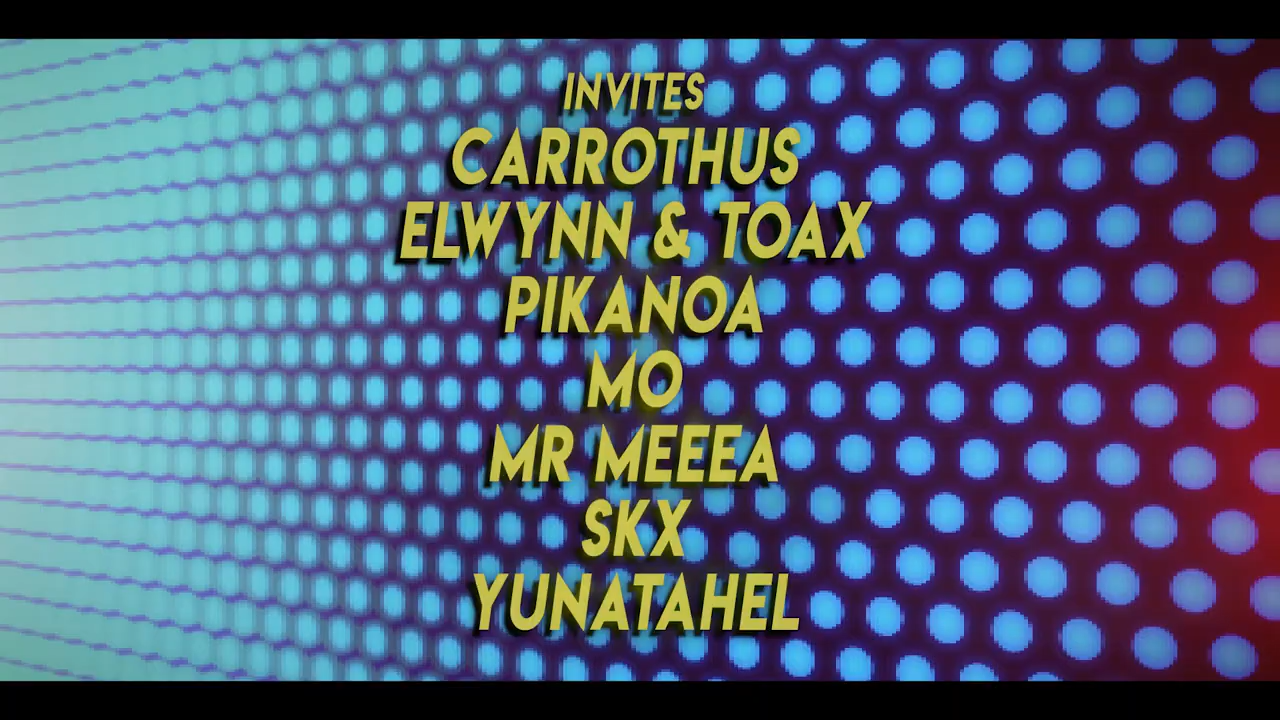 INVITES
CARROTHUS
ELWYNN & TOAX
PIKANOA
MO
MR MEEEA
SKX
YUNATAHEL